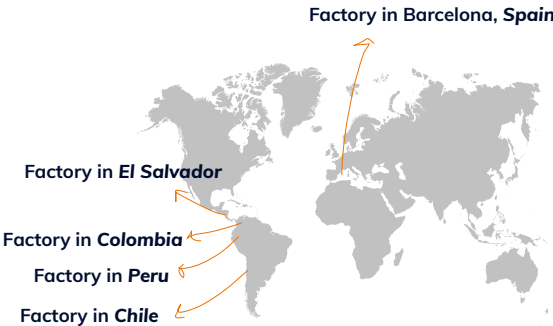 Factory in Barcelona, Spain
Factory in El Salvador
Factory in Colombia
Factory in Peru
Factory in Chile